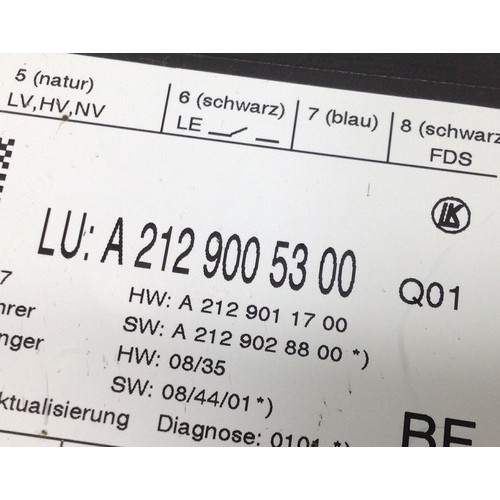 5 (natur)
LV,HV,NV
6 (schwarz)
LE
7 (blau)
8 (schwarz
FDS
LU: A 212 900 53 00
Q01
7
HW: A 212 901 17 00
hrer
SW: A 212 902 88 00 *)
nger
HW: 08/35
SW: 08/44/01*)
ktualisierung
Diagnose: 0101 *)
BE